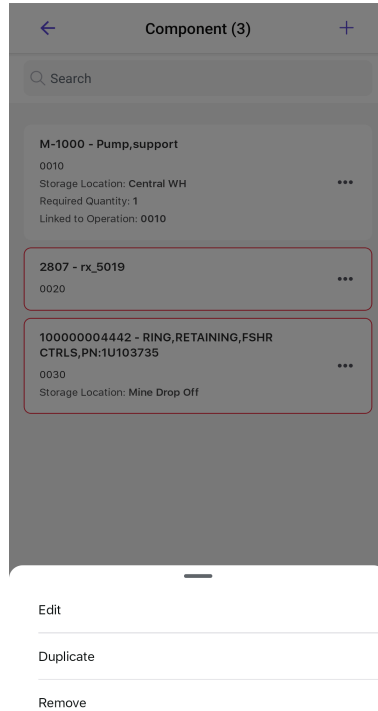 Component (3)
Search
M-1000 - Pump,support
0010
Storage Location: Central WH
Required Quantity: 1
Linked to Operation: 0010
2807 - rx_5019
0020
100000004442 - RING,RETAINING,FSHR
CTRLS,PN:1U103735
0030
Storage Location: Mine Drop Off
Edit
Duplicate
Remove